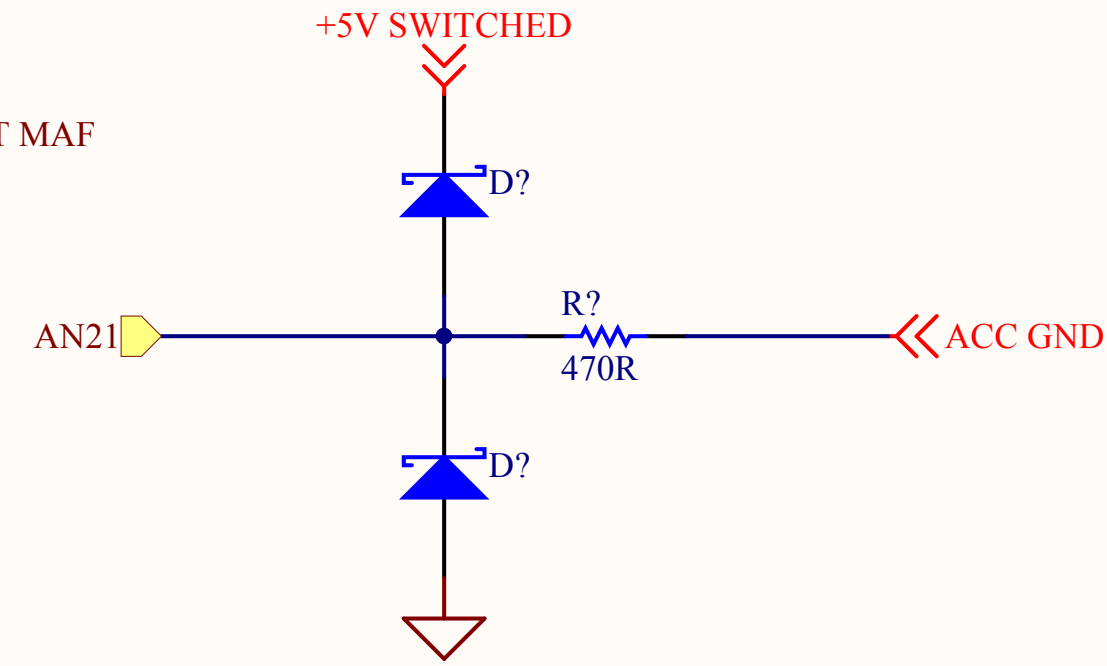 +5V SWITCHED
T MAF
D?
R?
AN21
ACC GND
470R
D?